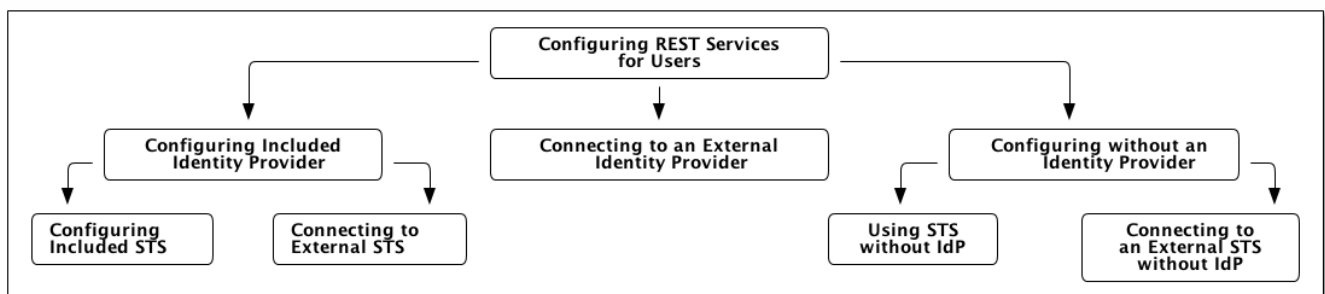 Configuring REST Services
for Users
Configuring Included
Identity Provider
Connecting to an External
Identity Provider
Configuring without an
Identity Provider
Configuring
Included STS
Connecting to
External STS
Using STS
without IdP
Connecting to
an External STS
without IdP